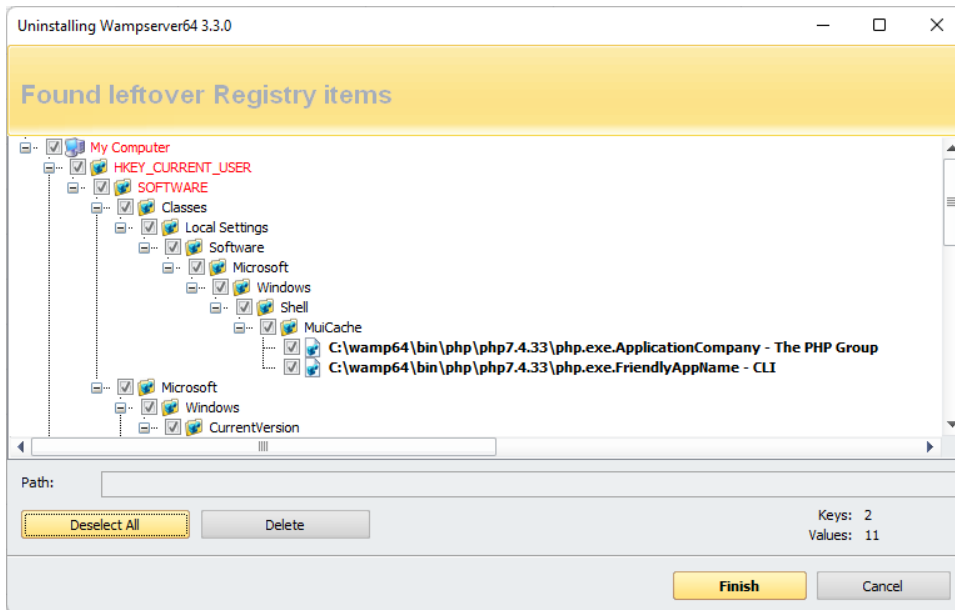 Uninstalling Wampserver64 3.3.0
Found leftover Registry items
My Computer
HKEY_CURRENT_USER
SOFTWARE
Classes
Local Settings
Software
Microsoft
Windows
Shell
MuiCache
C:\wamp64\bin\php\php7.4.33\php.exe.ApplicationCompany - The PHP Group
C:\wamp64\bin\php\php7.4.33\php.exe.FriendlyAppName - CLI
Microsoft
Windows
CurrentVersion
Path:
Deselect All
Delete
Keys: 2
Values: 11
Finish
Cancel